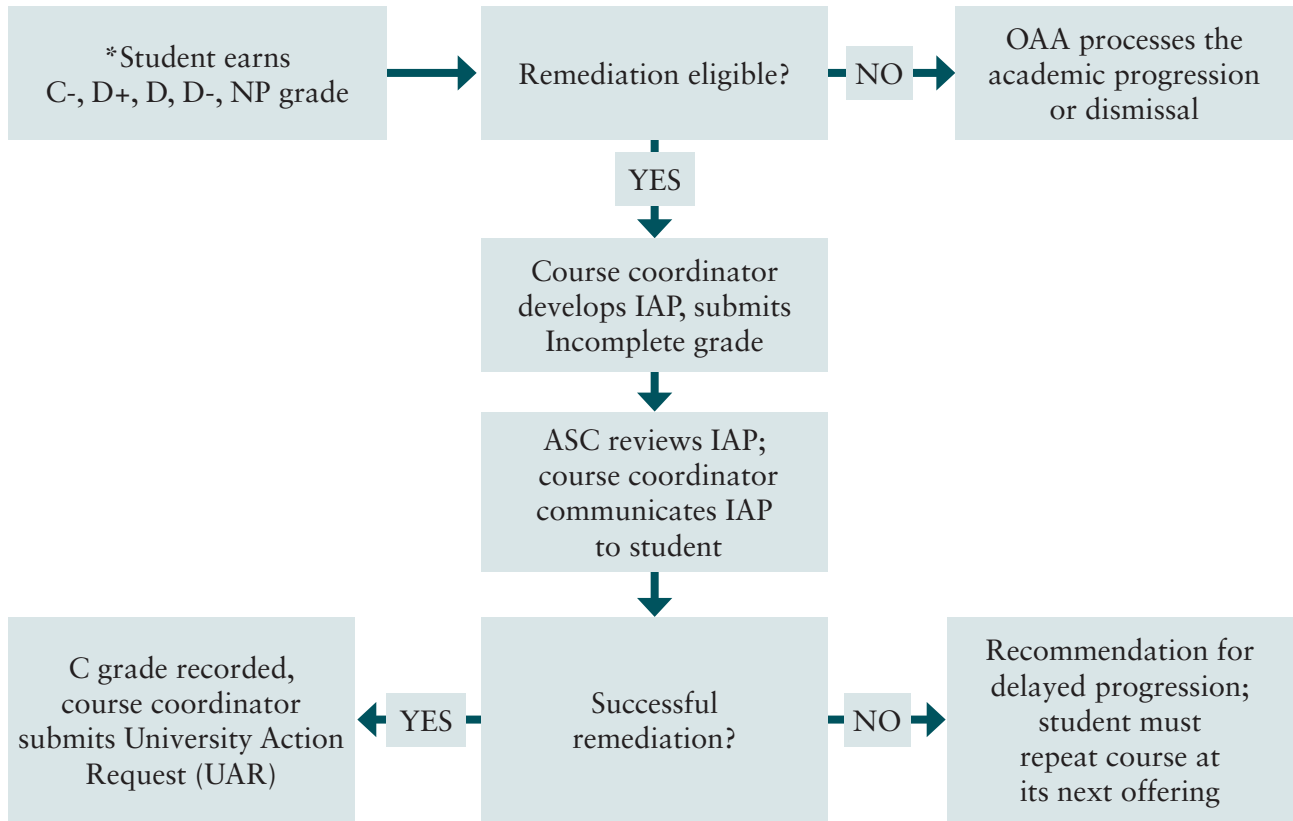 *Student earns
C-, D+, D, D-, NP grade
Remediation eligible?
NO
OAA processes the
academic progression
or dismissal
YES
Course coordinator
develops IAP, submits
Incomplete grade
ASC reviews IAP;
course coordinator
communicates IAP
to student
C grade recorded,
course coordinator
submits University Action
Request (UAR)
YES
Successful
remediation?
NO
Recommendation for
delayed progression;
student must
repeat course at
its next offering